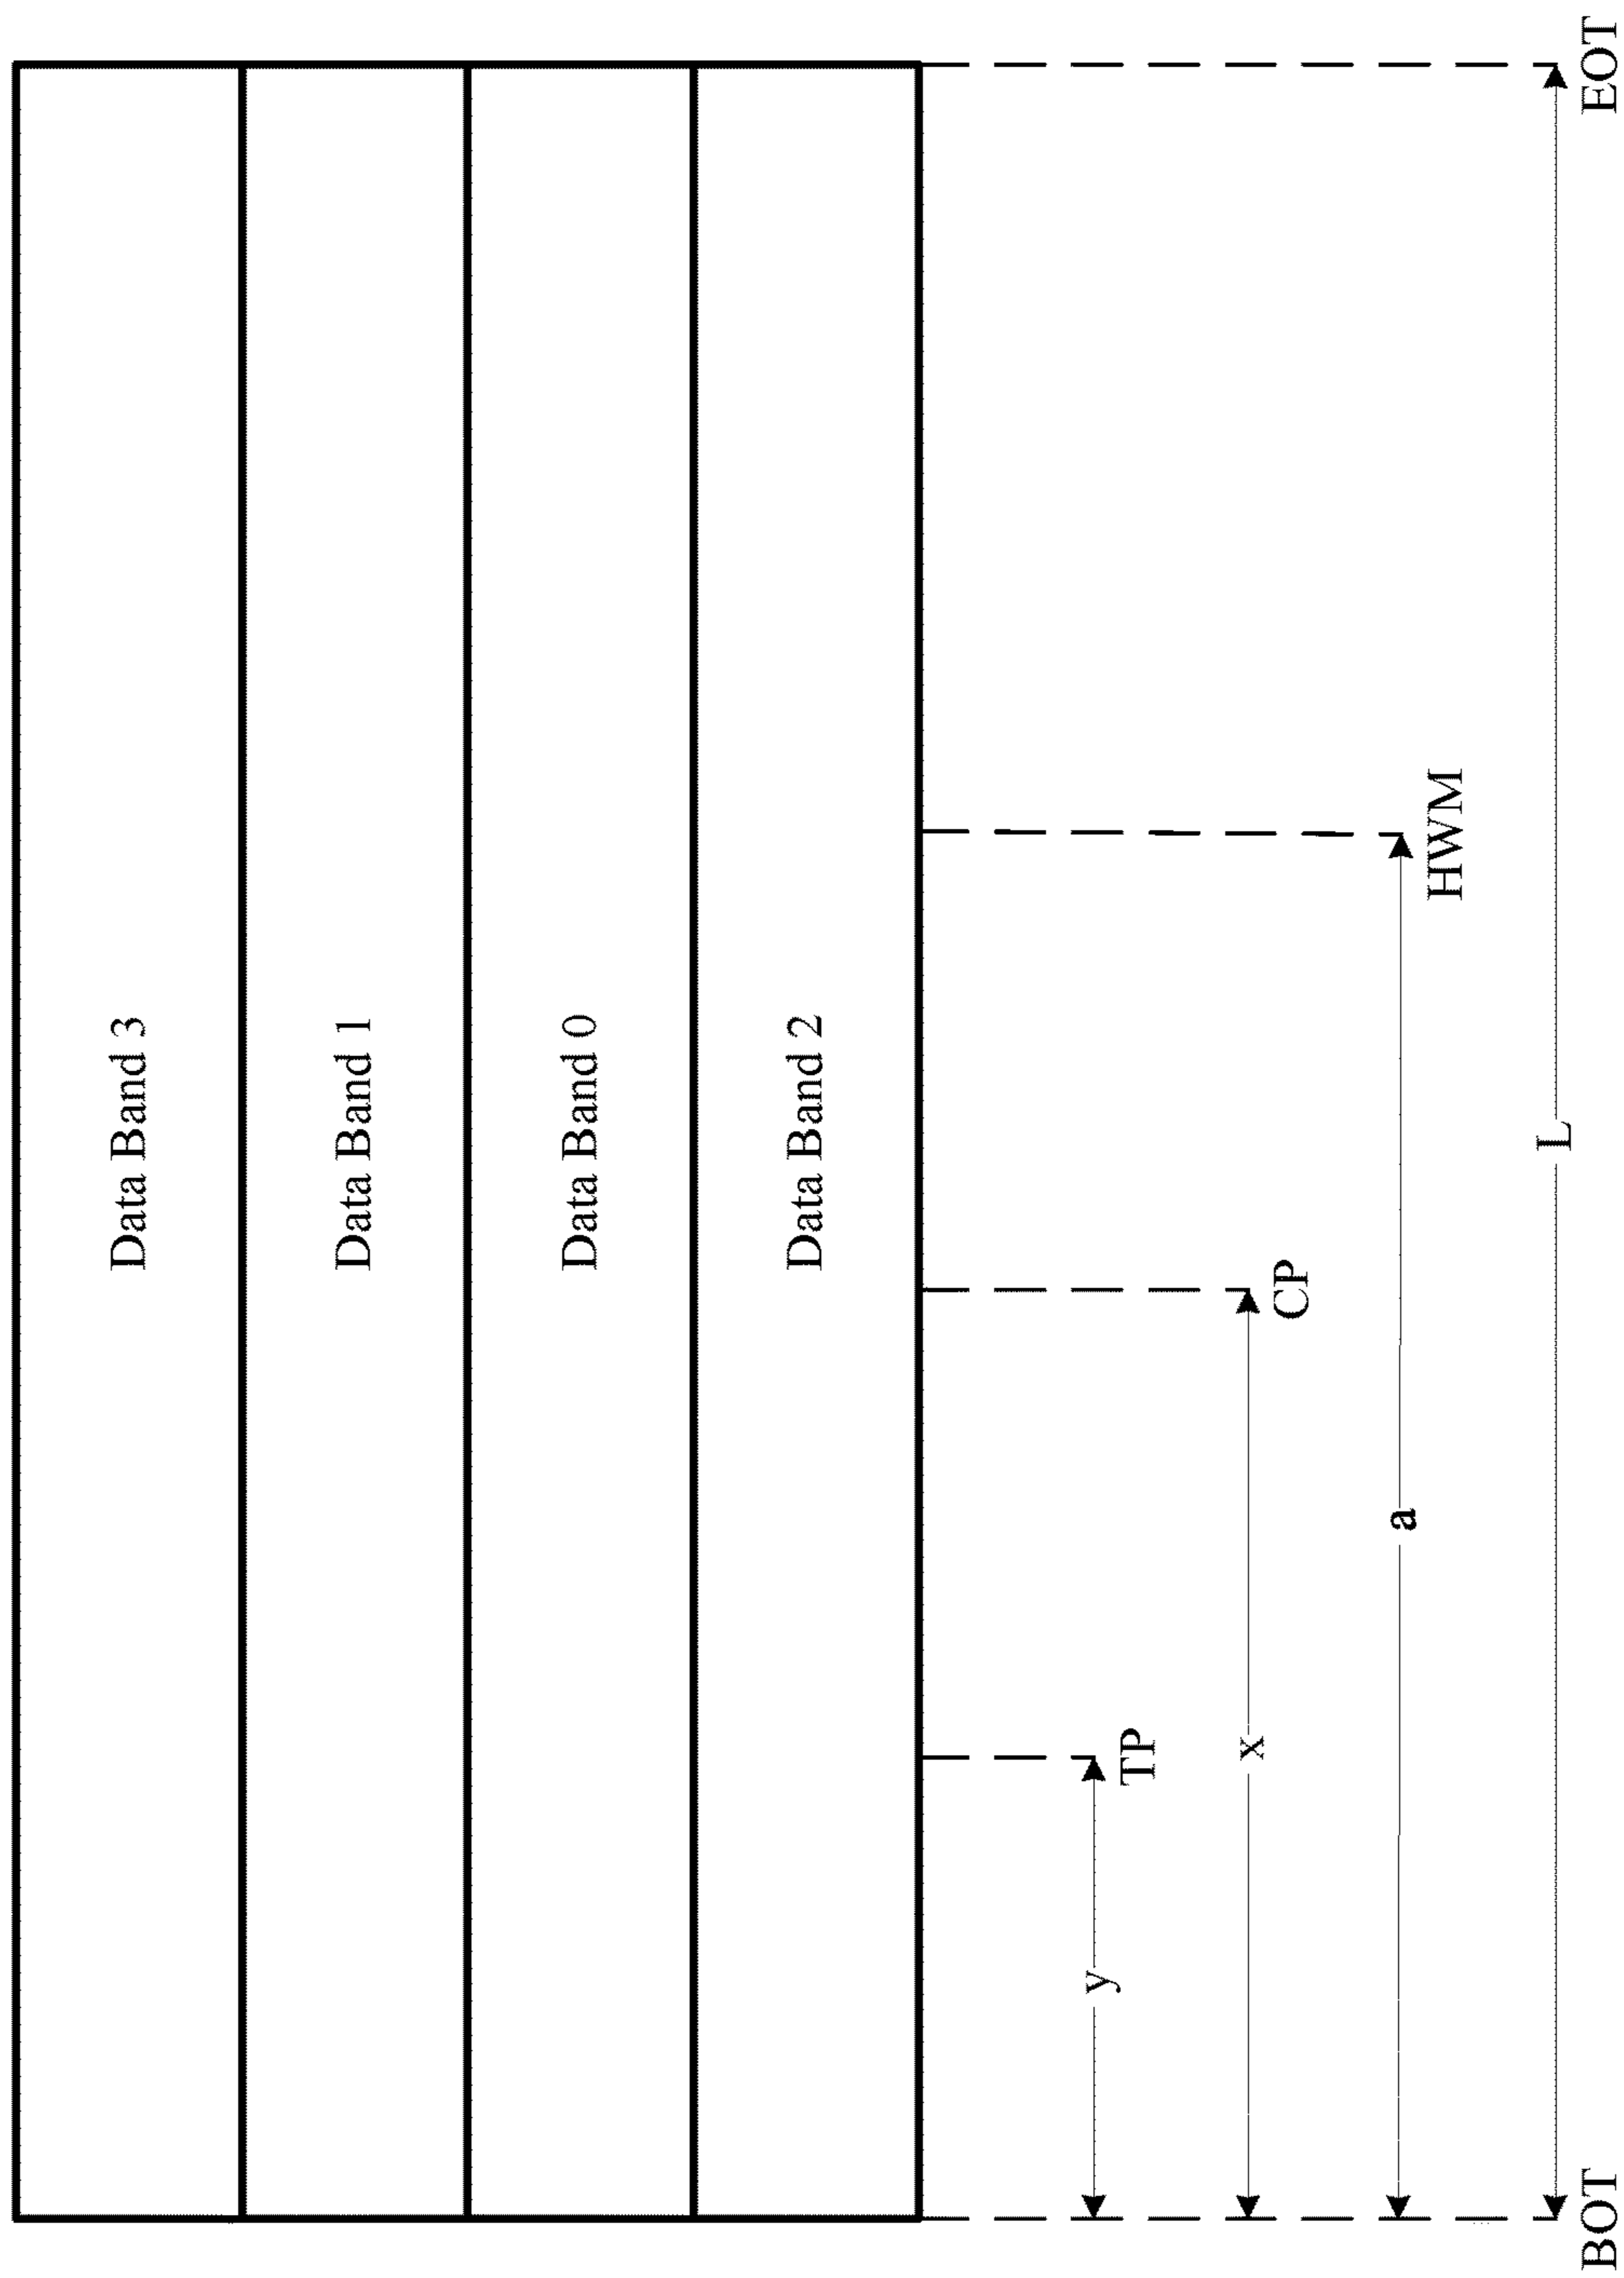 Data Band 3
Data Band 1
Data Band 0
Data Band 2
y
TP
x
CP
a
HWM
L
BOT
EOT